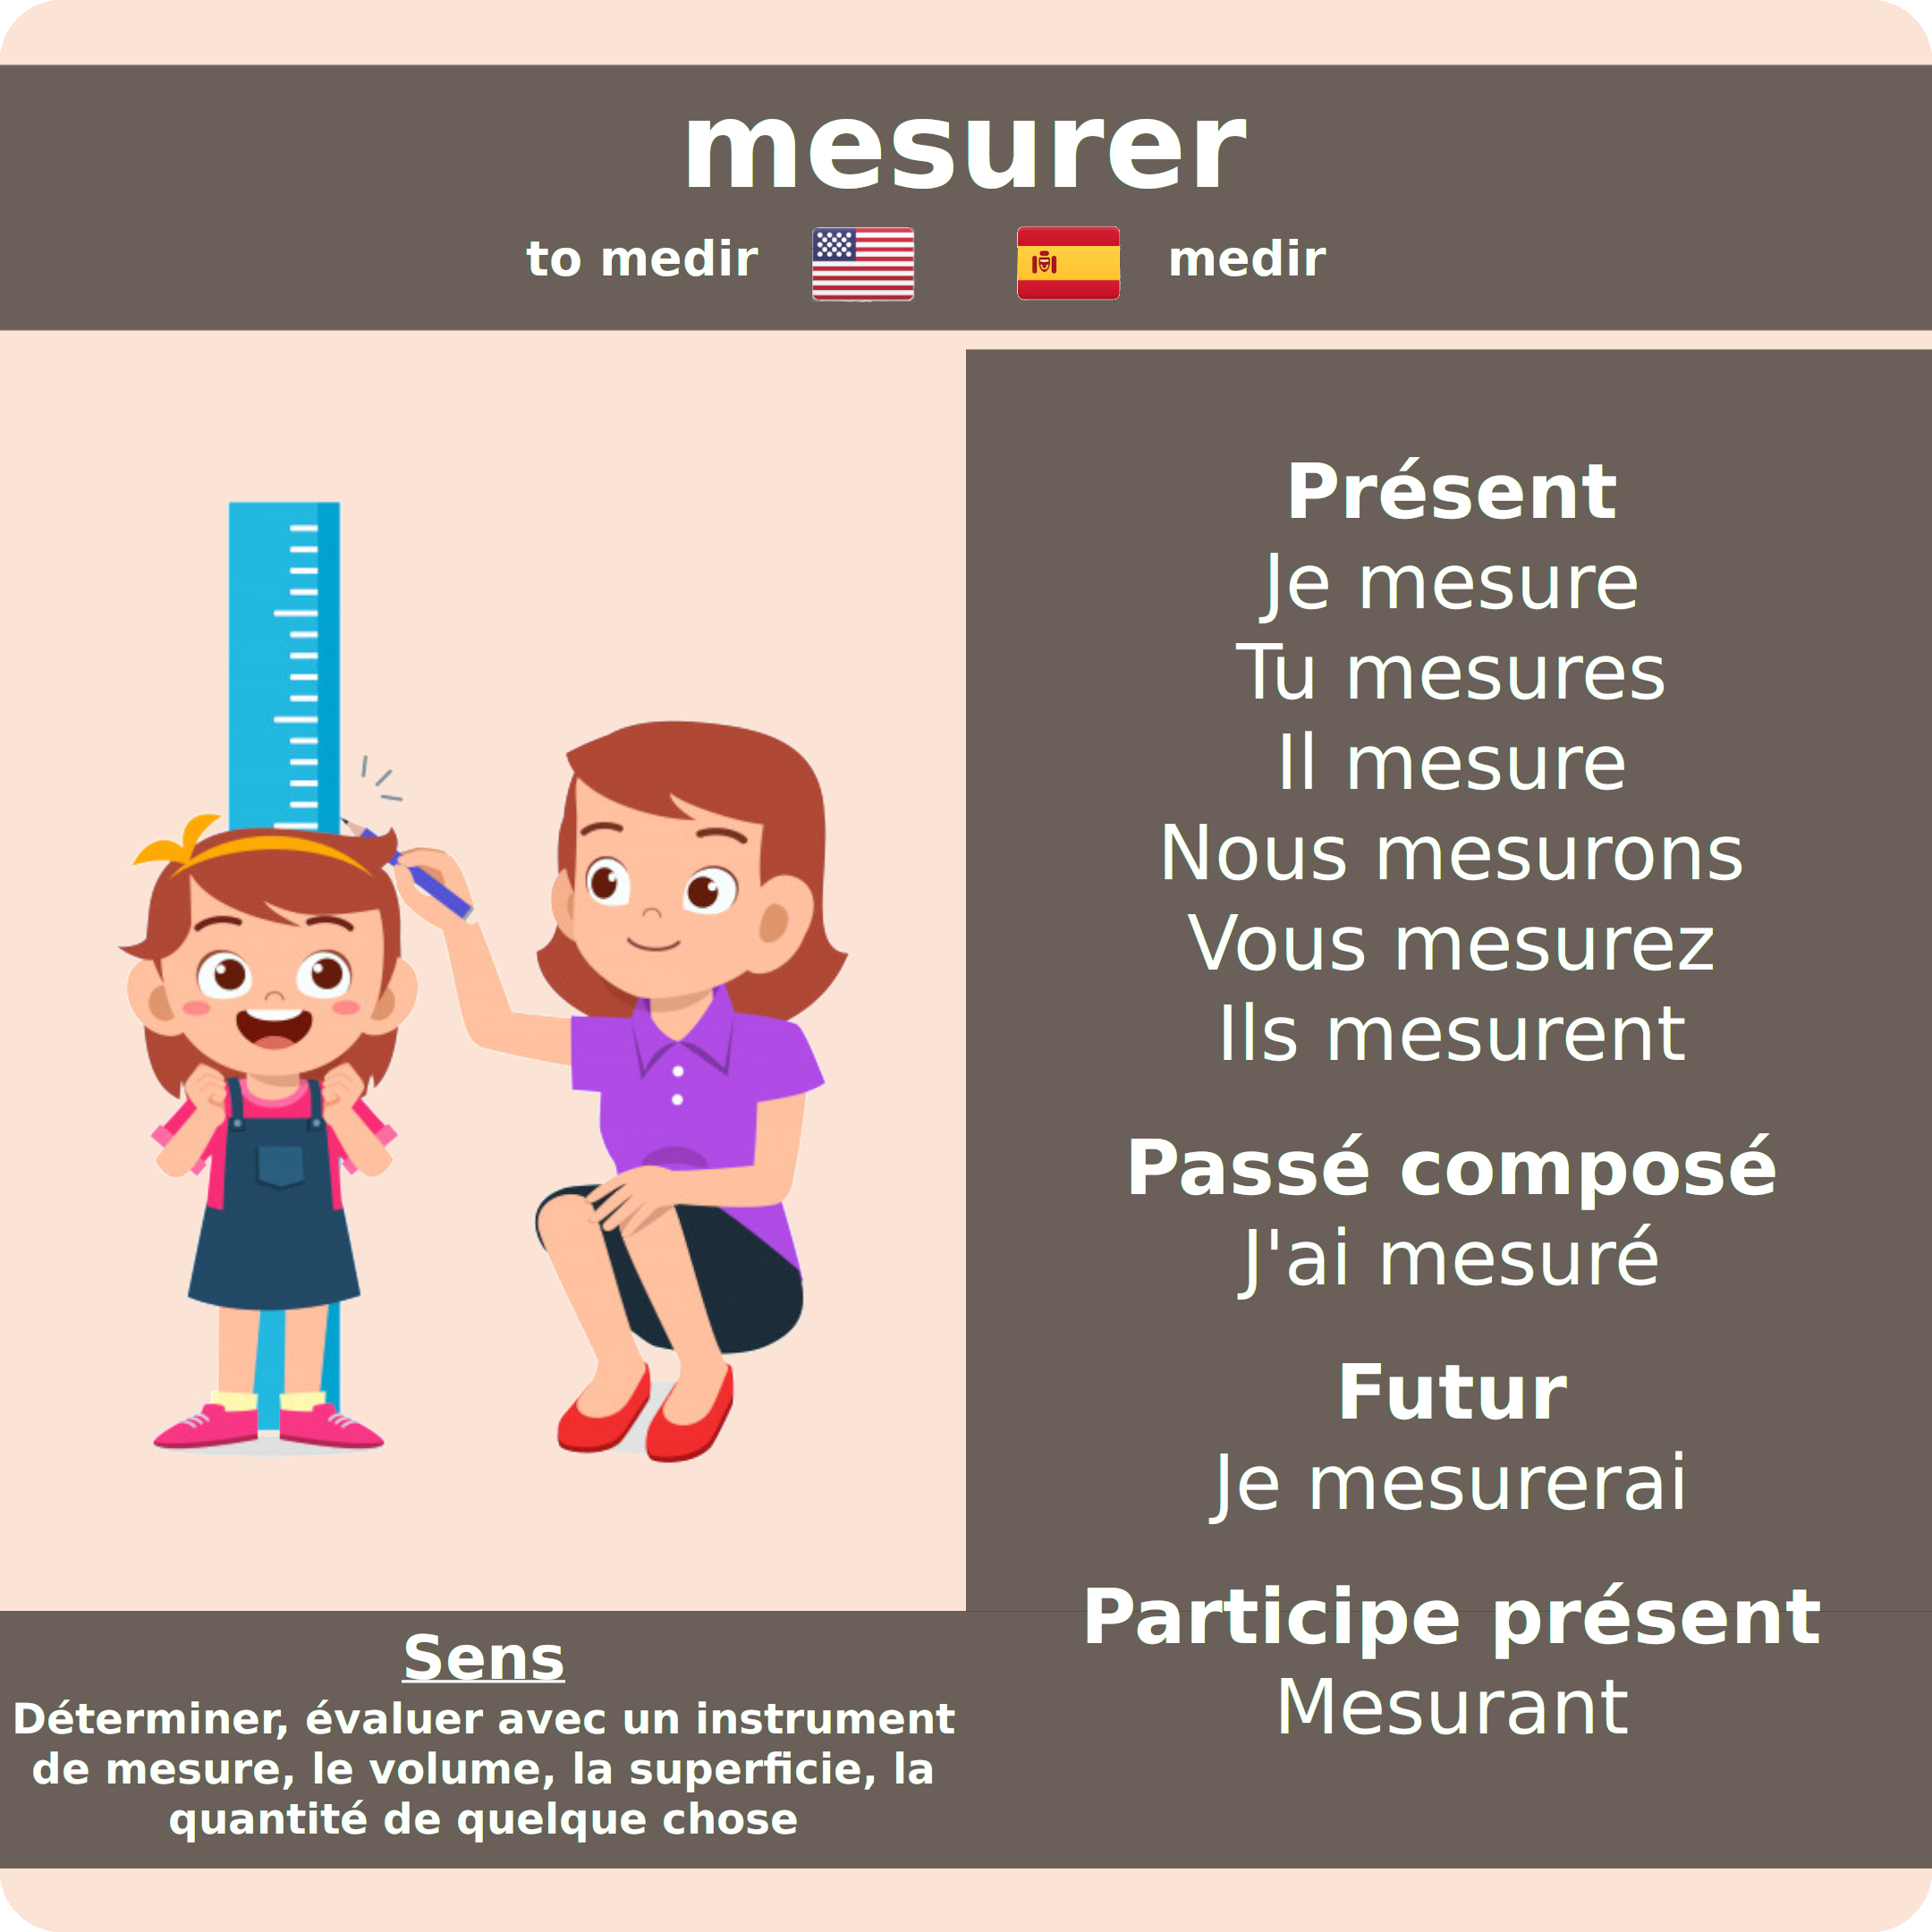 mesurer
to medir
medir
Présent
Je mesure
Tu mesures
Il mesure
Nous mesurons
Vous mesurez
Ils mesurent
Passé composé
J'ai mesuré
Futur
Je mesurerai
Participe présent
Mesurant
Sens
Déterminer, évaluer avec un instrument
de mesure, le volume, la superficie, la
quantité de quelque chose